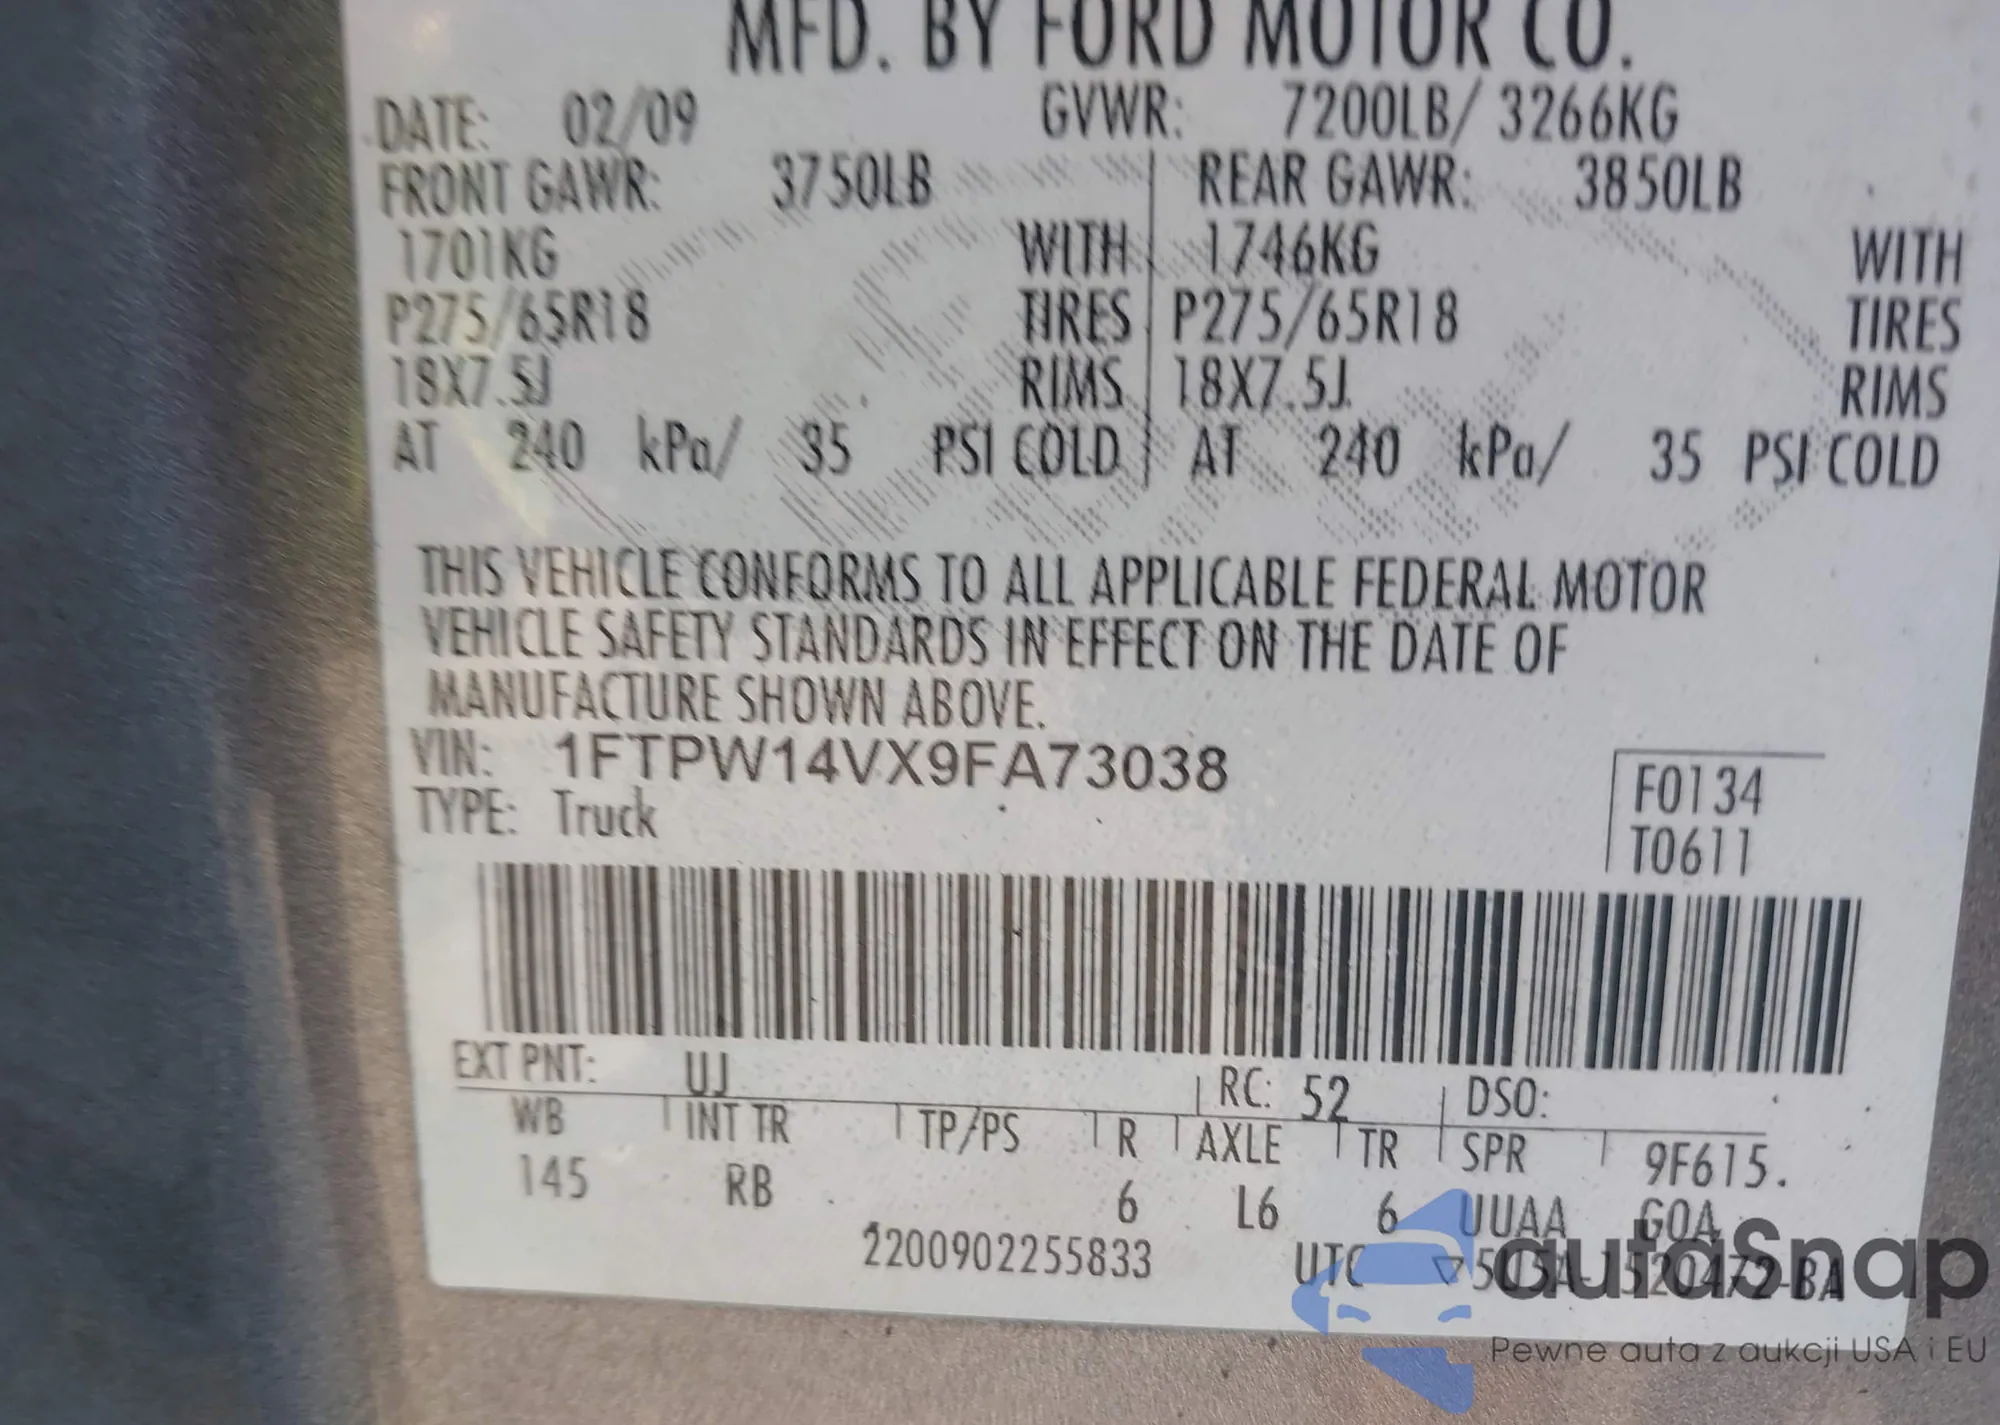 MFD. BY FORD MOTOR CO.
DATE: 02/09 GVWR: 7200LB/ 3266KG
FRONT GAWR: 3750LB REAR GAWR: 3850LB
1701KG WITH 1746KG WITH
P275/65R18 TIRES P275/65R18 TIRES
18X7.5J RIMS 18X7.5J RIMS
AT 240 kPa/ 35 PSI COLD AT 240 kPa/ 35 PSI COLD
THIS VEHICLE CONFORMS TO ALL APPLICABLE FEDERAL MOTOR
VEHICLE SAFETY STANDARDS IN EFFECT ON THE DATE OF
MANUFACTURE SHOWN ABOVE.
VIN: 1FTPW14VX9FA73038
TYPE: Truck
F0134
T0611
EXT PNT: UJ RC: 52 DSO:
WB INT TR TP/PS R AXLE TR SPR 9F615.
145 RB 6 L6 6 UUAA GOA
2200902255833 UTC
autoSnap
Pewne auta z aukcji USA i EU